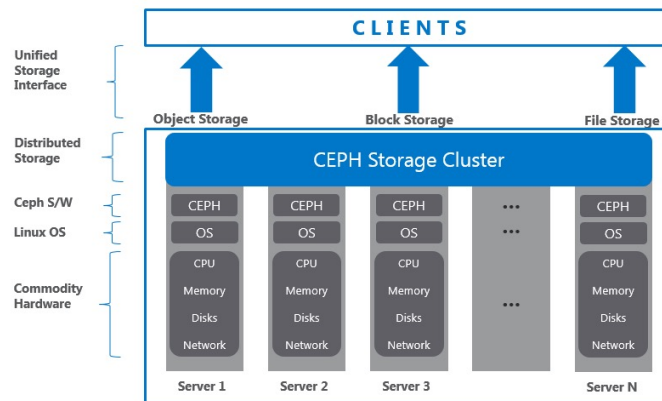 CLIENTS
Unified
Storage
Interface
Object Storage
Block Storage
File Storage
Distributed
Storage
CEPH Storage Cluster
Ceph S/W
CEPH
CEPH
CEPH
...
CEPH
Linux OS
OS
OS
OS
...
OS
Commodity
Hardware
CPU
Memory
Disks
Network
CPU
Memory
Disks
Network
CPU
Memory
Disks
Network
...
CPU
Memory
Disks
Network
Server 1
Server 2
Server 3
Server N